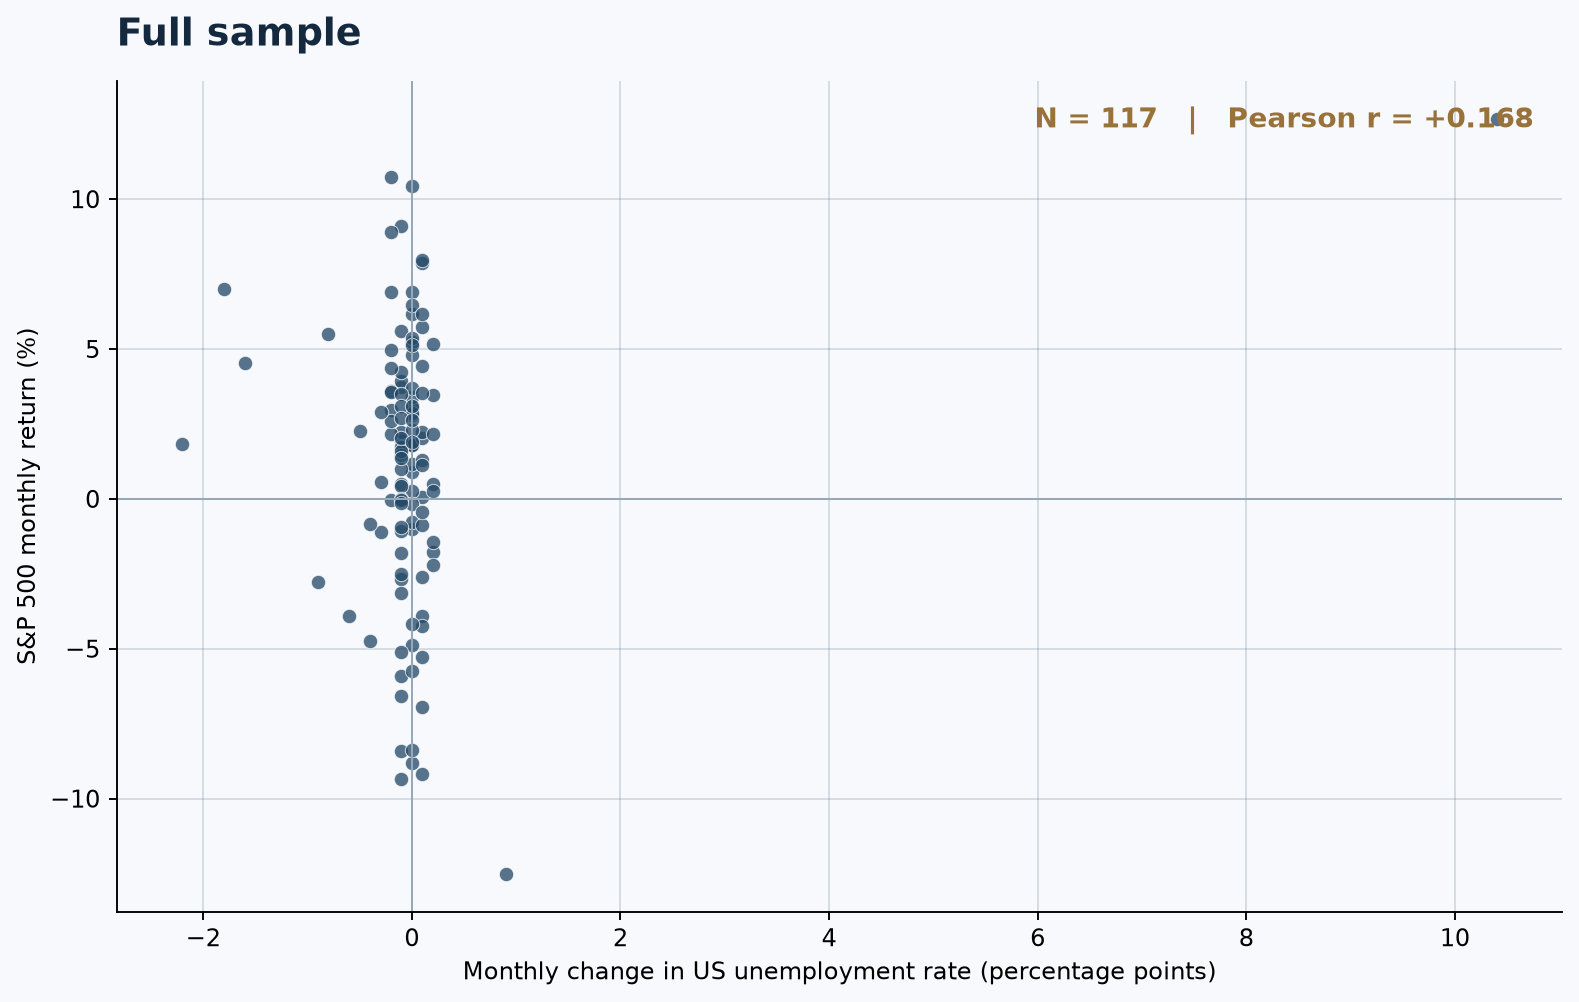 Full sample
N = 117 | Pearson r = +0.168
S&P 500 monthly return (%)
10
5
0
−5
−10
−2 0 2 4 6 8 10
Monthly change in US unemployment rate (percentage points)